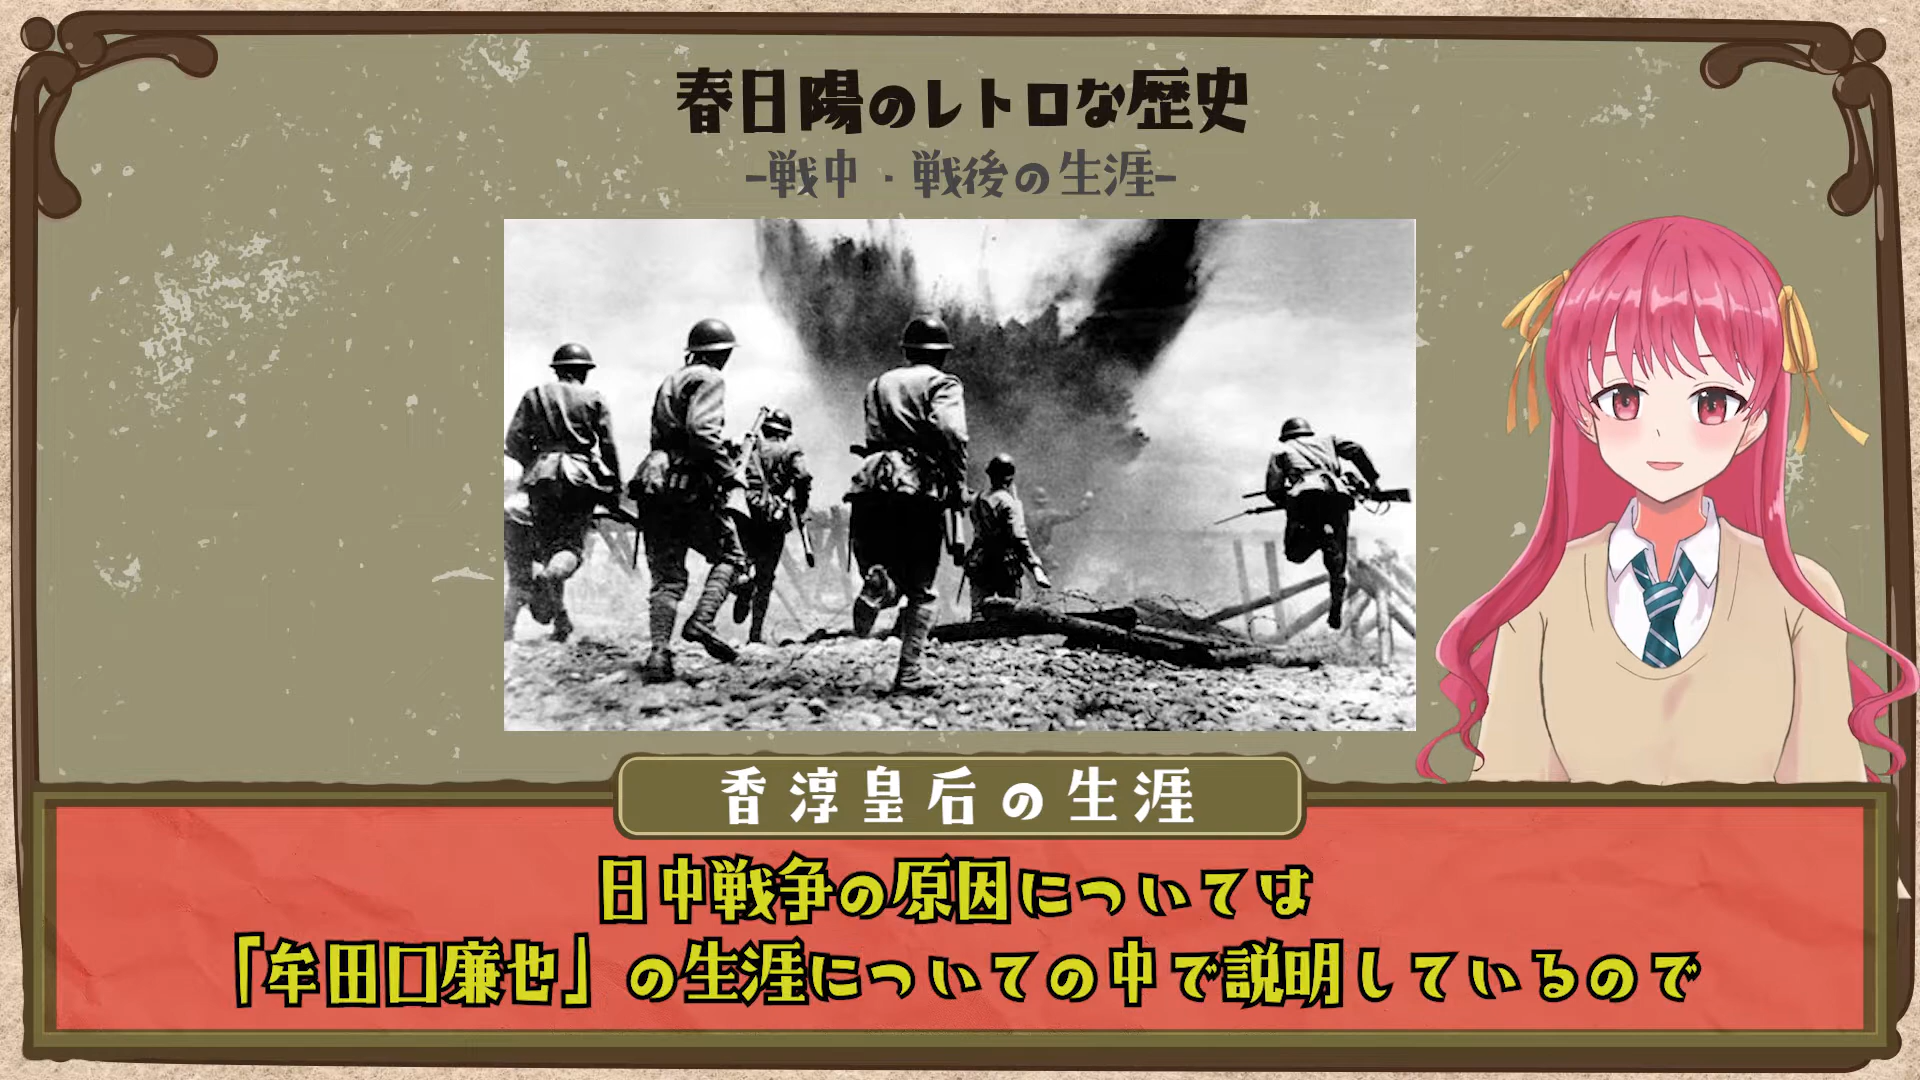 春日陽のレトロな歴史
-戦中・戦後の生涯-
香淳皇后の生涯
日中戦争の原因については
「牟田口廉也」の生涯についての中で説明しているので